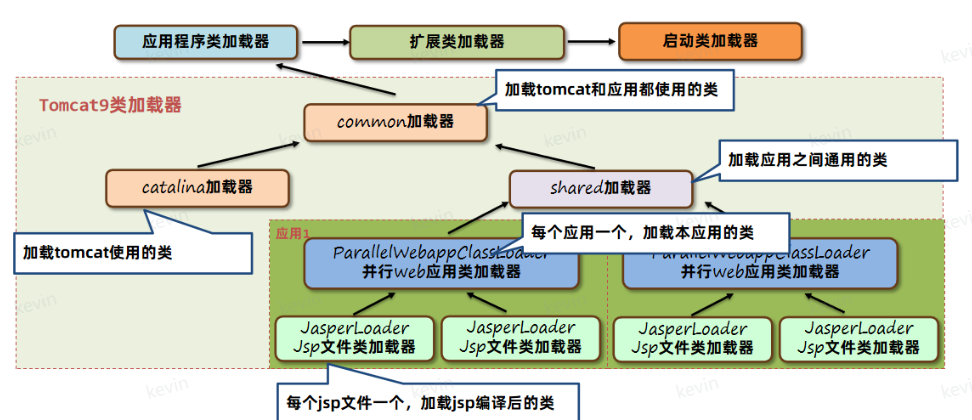 应用程序类加载器
扩展类加载器
启动类加载器
Tomcat9类加载器
加载tomcat和应用都使用的类
common加载器
加载应用之间通用的类
catalina加载器
shared加载器
加载tomcat使用的类
应用1
每个应用一个，加载本应用的类
ParallelWebappClassLoader
并行web应用类加载器
ParallelWebappClassLoader
并行web应用类加载器
JasperLoader
Jsp文件类加载器
JasperLoader
Jsp文件类加载器
JasperLoader
Jsp文件类加载器
JasperLoader
Jsp文件类加载器
每个jsp文件一个，加载jsp编译后的类
kevin
kevin
kevin
kevin
kevin
kevin
kevin
kevin